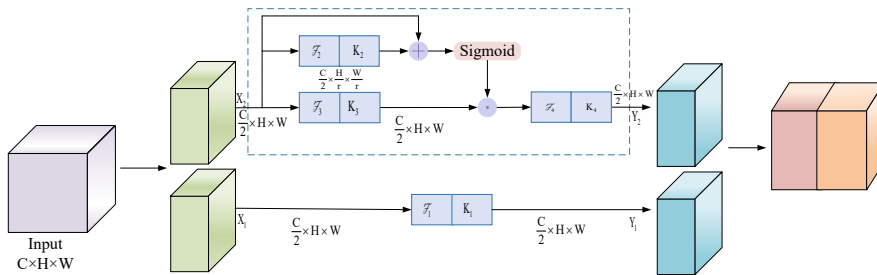 Sigmoid
ℱ₂ K₂
C/2×H/r×W/r
X₂
C/2×H×W
ℱ₃ K₃
C/2×H×W
·
ℱ₄ K₄
C/2×H×W
Y₂
X₁
C/2×H×W
ℱ₁ K₁
C/2×H×W
Y₁
Input
C×H×W